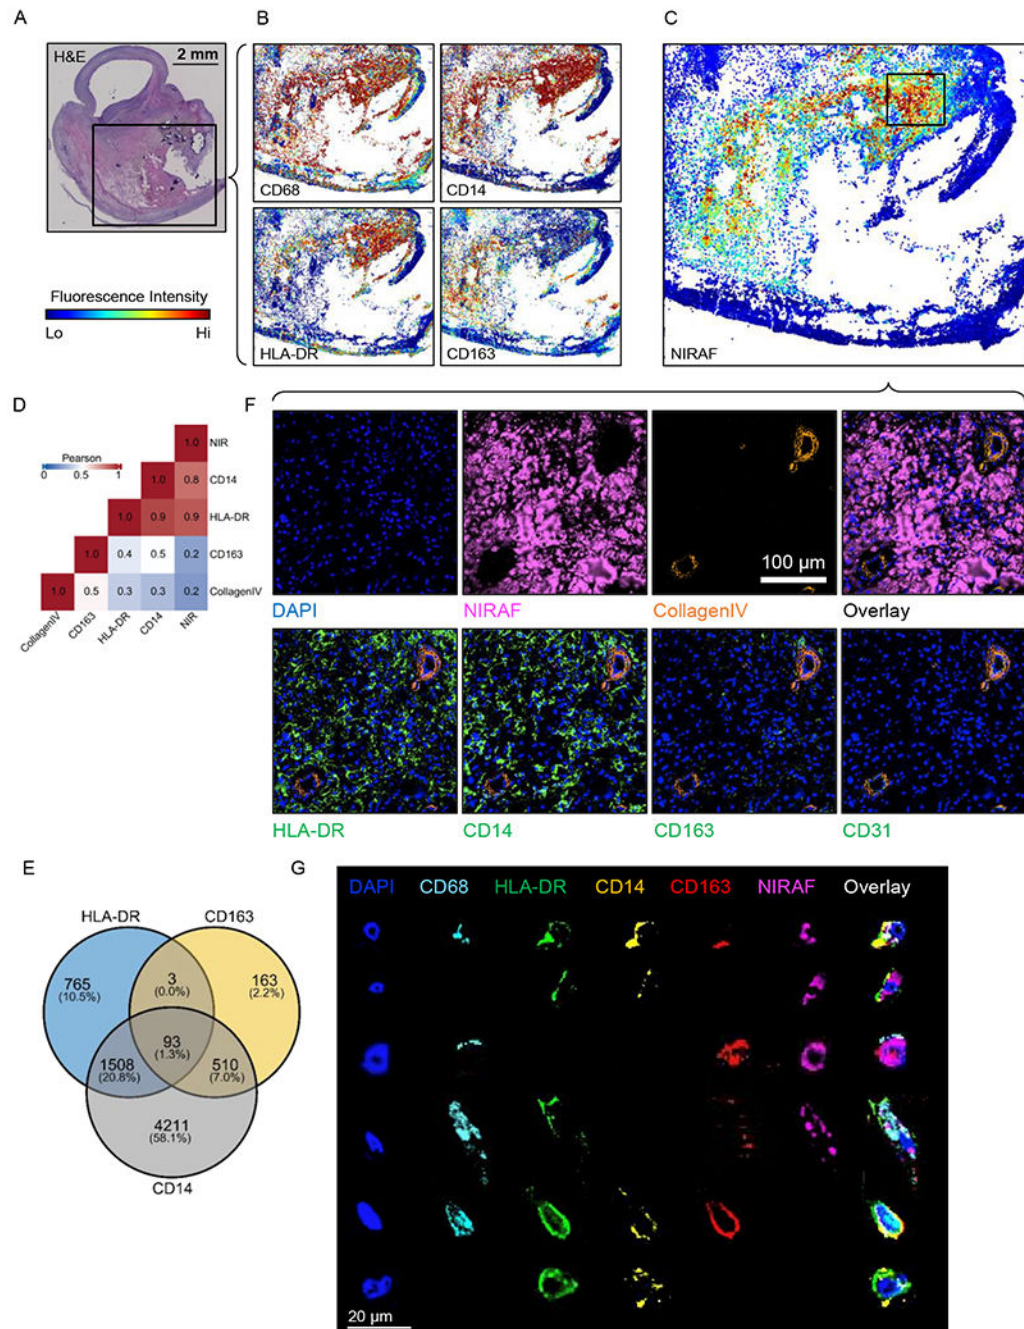 A
B
C
H&E
2 mm
CD68
CD14
HLA-DR
CD163
NIRAF
Fluorescence Intensity
Lo
Hi
D
Pearson
0
0.5
1
1.0
NIR
1.0
0.8
CD14
1.0
0.9
0.9
HLA-DR
1.0
0.4
0.5
0.2
CD163
1.0
0.5
0.3
0.3
0.2
CollagenIV
CollagenIV
CD163
HLA-DR
CD14
NIR
F
100 µm
DAPI
NIRAF
CollagenIV
Overlay
HLA-DR
CD14
CD163
CD31
E
HLA-DR
CD163
765
(10.5%)
3
(0.0%)
163
(2.2%)
93
(1.3%)
1508
(20.8%)
510
(7.0%)
4211
(58.1%)
CD14
G
DAPI
CD68
HLA-DR
CD14
CD163
NIRAF
Overlay
20 µm